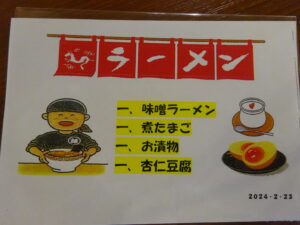 ラーメン
一、味噌ラーメン
一、煮たまご
一、お漬物
一、杏仁豆腐
2024・2・23